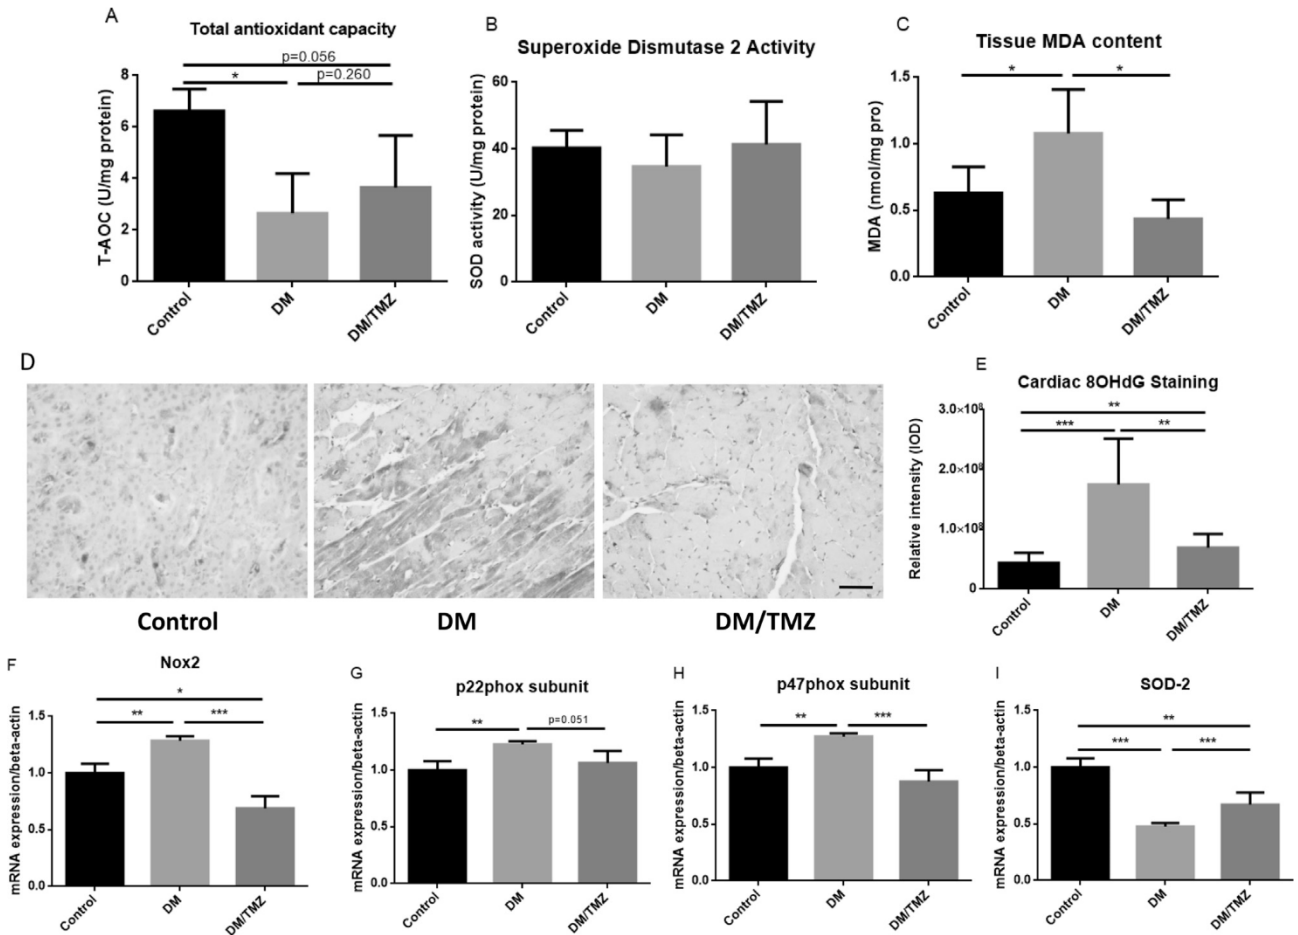 A
Total antioxidant capacity
p=0.056
*
p=0.260
T-AOC (U/mg protein)
8
6
4
2
0
Control
DM
DM/TMZ
B
Superoxide Dismutase 2 Activity
SOD activity (U/mg protein)
60
40
20
0
Control
DM
DM/TMZ
C
Tissue MDA content
*
*
MDA (nmol/mg pro)
1.5
1.0
0.5
0.0
Control
DM
DM/TMZ
D
Control
DM
DM/TMZ
E
Cardiac 8OHdG Staining
**
***
**
Relative intensity (IOD)
3.0×10⁸
2.0×10⁸
1.0×10⁸
0
Control
DM
DM/TMZ
F
Nox2
*
**
***
mRNA expression/beta-actin
1.5
1.0
0.5
0.0
Control
DM
DM/TMZ
G
p22phox subunit
**
p=0.051
mRNA expression/beta-actin
1.5
1.0
0.5
0.0
Control
DM
DM/TMZ
H
p47phox subunit
**
***
mRNA expression/beta-actin
1.5
1.0
0.5
0.0
Control
DM
DM/TMZ
I
SOD-2
**
***
***
mRNA expression/beta-actin
1.5
1.0
0.5
0.0
Control
DM
DM/TMZ